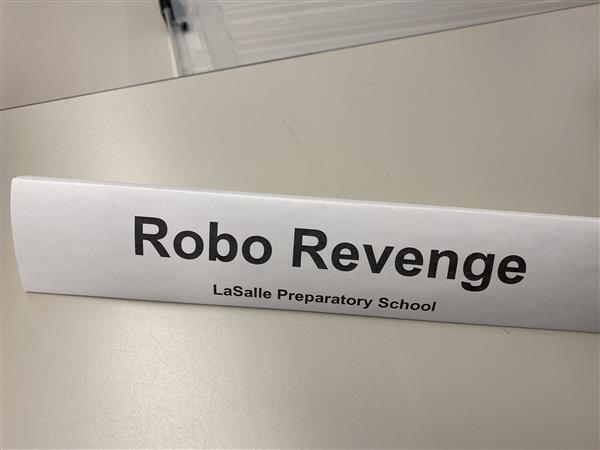 Robo Revenge
LaSalle Preparatory School